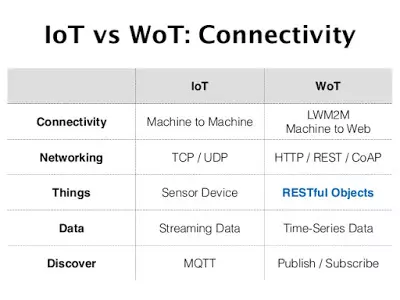 IoT vs WoT: Connectivity
IoT WoT
Connectivity Machine to Machine LWM2M
Machine to Web
Networking TCP / UDP HTTP / REST / CoAP
Things Sensor Device RESTful Objects
Data Streaming Data Time-Series Data
Discover MQTT Publish / Subscribe